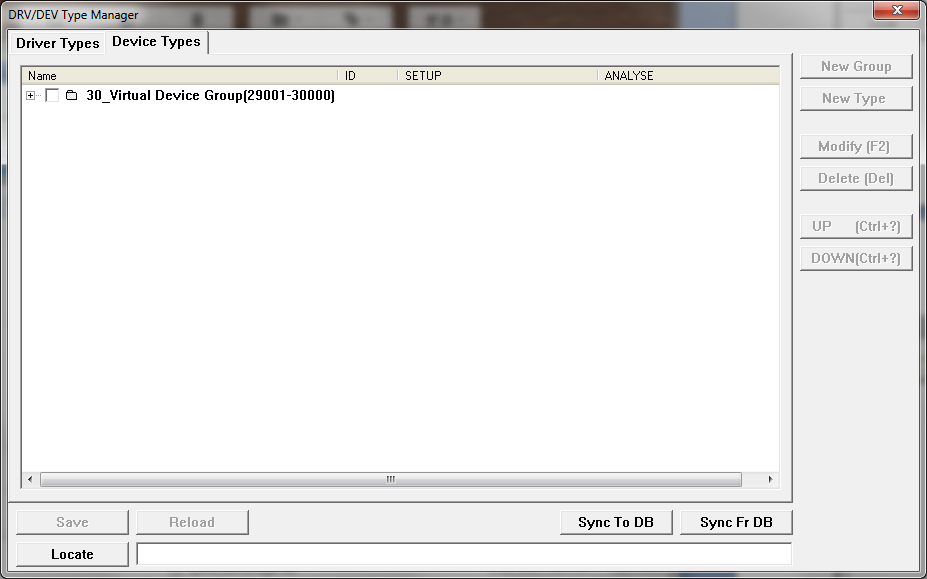 DRV/DEV Type Manager
Driver Types Device Types
Name ID SETUP ANALYSE
30_Virtual Device Group(29001-30000)
New Group
New Type
Modify (F2)
Delete (Del)
UP (Ctrl+?)
DOWN(Ctrl+?)
Save Reload Sync To DB Sync Fr DB
Locate